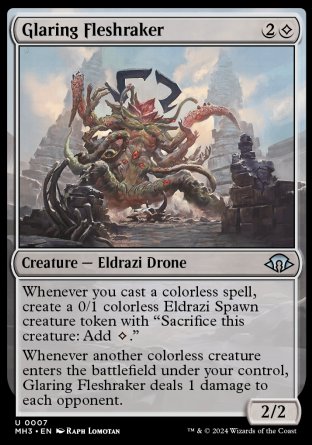 Glaring Fleshraker 2
Creature — Eldrazi Drone
Whenever you cast a colorless spell,
create a 0/1 colorless Eldrazi Spawn
creature token with “Sacrifice this
creature: Add .”
Whenever another colorless creature
enters the battlefield under your control,
Glaring Fleshraker deals 1 damage to
each opponent.
2/2
U 0007
MH3 • EN RAPH LOMOTAN
™ & © 2024 Wizards of the Coast